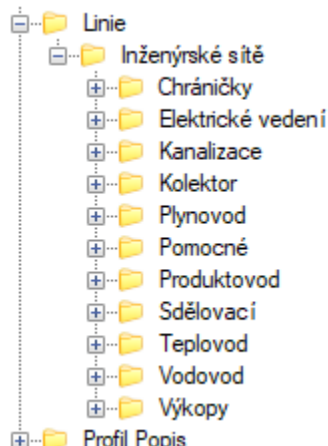 Linie
Inženýrské sítě
Chráničky
Elektrické vedení
Kanalizace
Kolektor
Plynovod
Pomocné
Produktovod
Sdělovací
Teplovod
Vodovod
Výkopy
Profil Popis